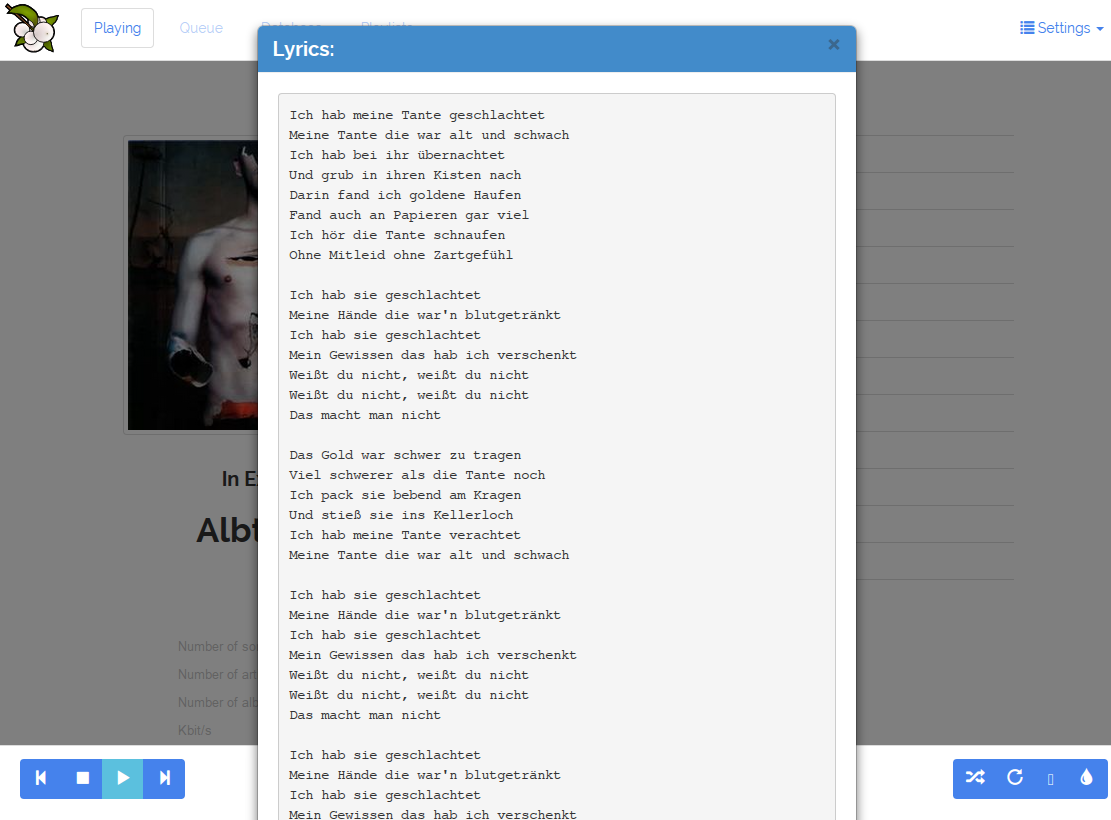 Playing
Queue
Database
Playlists
Settings
Lyrics:
×
Ich hab meine Tante geschlachtet
Meine Tante die war alt und schwach
Ich hab bei ihr übernachtet
Und grub in ihren Kisten nach
Darin fand ich goldene Haufen
Fand auch an Papieren gar viel
Ich hör die Tante schnaufen
Ohne Mitleid ohne Zartgefühl
Ich hab sie geschlachtet
Meine Hände die war'n blutgetränkt
Ich hab sie geschlachtet
Mein Gewissen das hab ich verschenkt
Weißt du nicht, weißt du nicht
Weißt du nicht, weißt du nicht
Das macht man nicht
Das Gold war schwer zu tragen
Viel schwerer als die Tante noch
Ich pack sie bebend am Kragen
Und stieß sie ins Kellerloch
Ich hab meine Tante verachtet
Meine Tante die war alt und schwach
Ich hab sie geschlachtet
Meine Hände die war'n blutgetränkt
Ich hab sie geschlachtet
Mein Gewissen das hab ich verschenkt
Weißt du nicht, weißt du nicht
Weißt du nicht, weißt du nicht
Das macht man nicht
Ich hab sie geschlachtet
Meine Hände die war'n blutgetränkt
Ich hab sie geschlachtet
Mein Gewissen das hab ich verschenkt
In E
Albt
Number of so
Number of art
Number of alb
Kbit/s